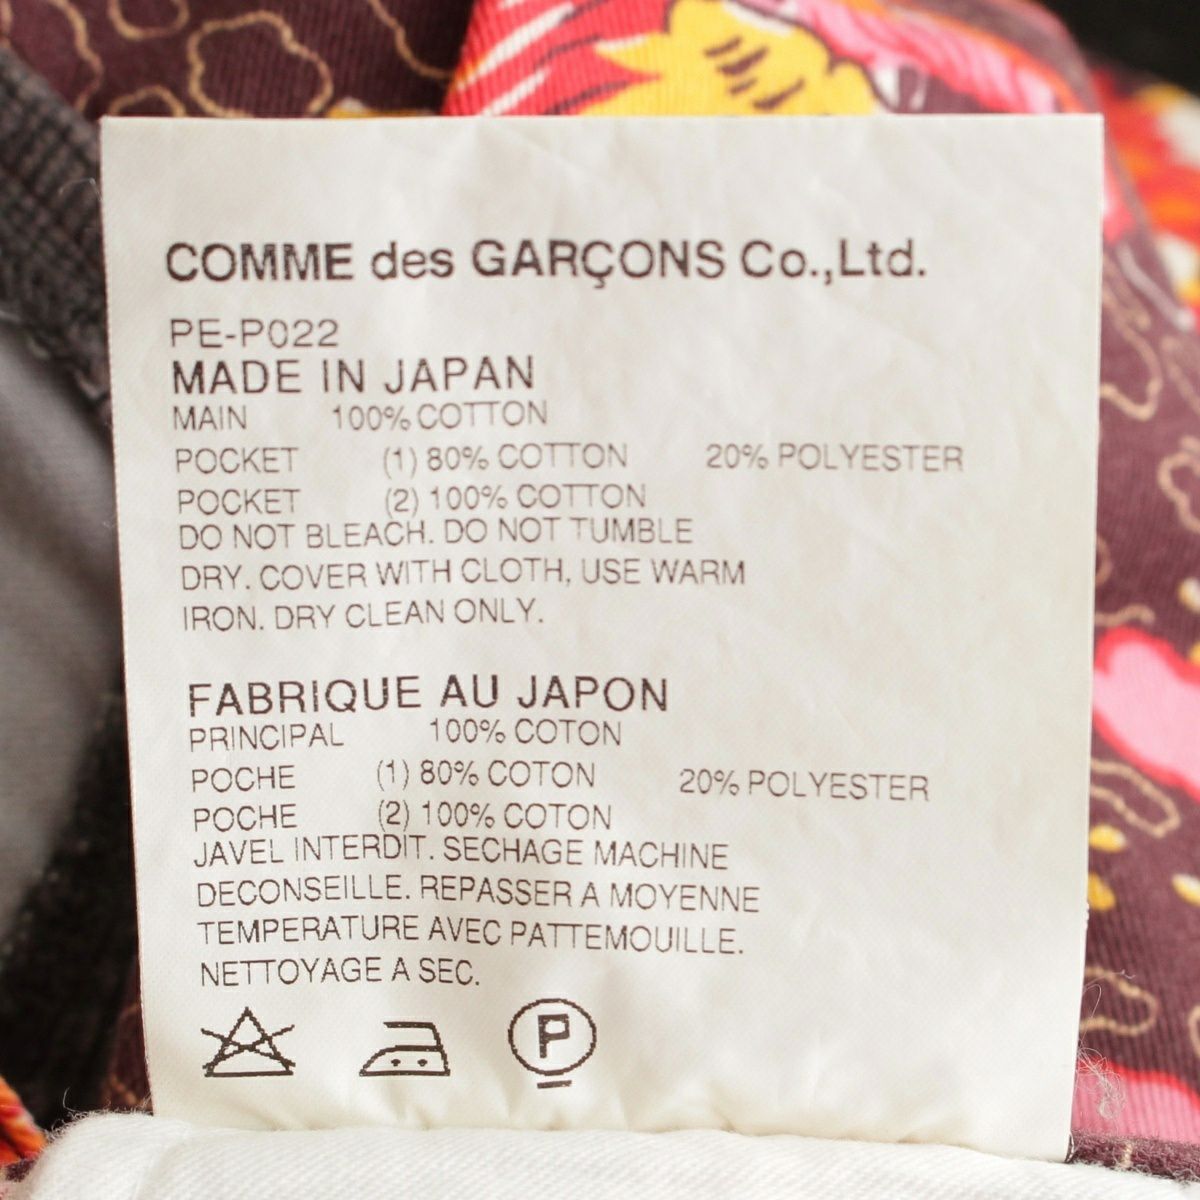 COMME des GARÇONS Co.,Ltd.
PE-P022
MADE IN JAPAN
MAIN 100% COTTON
POCKET (1) 80% COTTON 20% POLYESTER
POCKET (2) 100% COTTON
DO NOT BLEACH. DO NOT TUMBLE
DRY. COVER WITH CLOTH, USE WARM
IRON. DRY CLEAN ONLY.
FABRIQUE AU JAPON
PRINCIPAL 100% COTON
POCHE (1) 80% COTON 20% POLYESTER
POCHE (2) 100% COTON
JAVEL INTERDIT. SECHAGE MACHINE
DECONSEILLE. REPASSER A MOYENNE
TEMPERATURE AVEC PATTEMOUILLE.
NETTOYAGE A SEC.
P